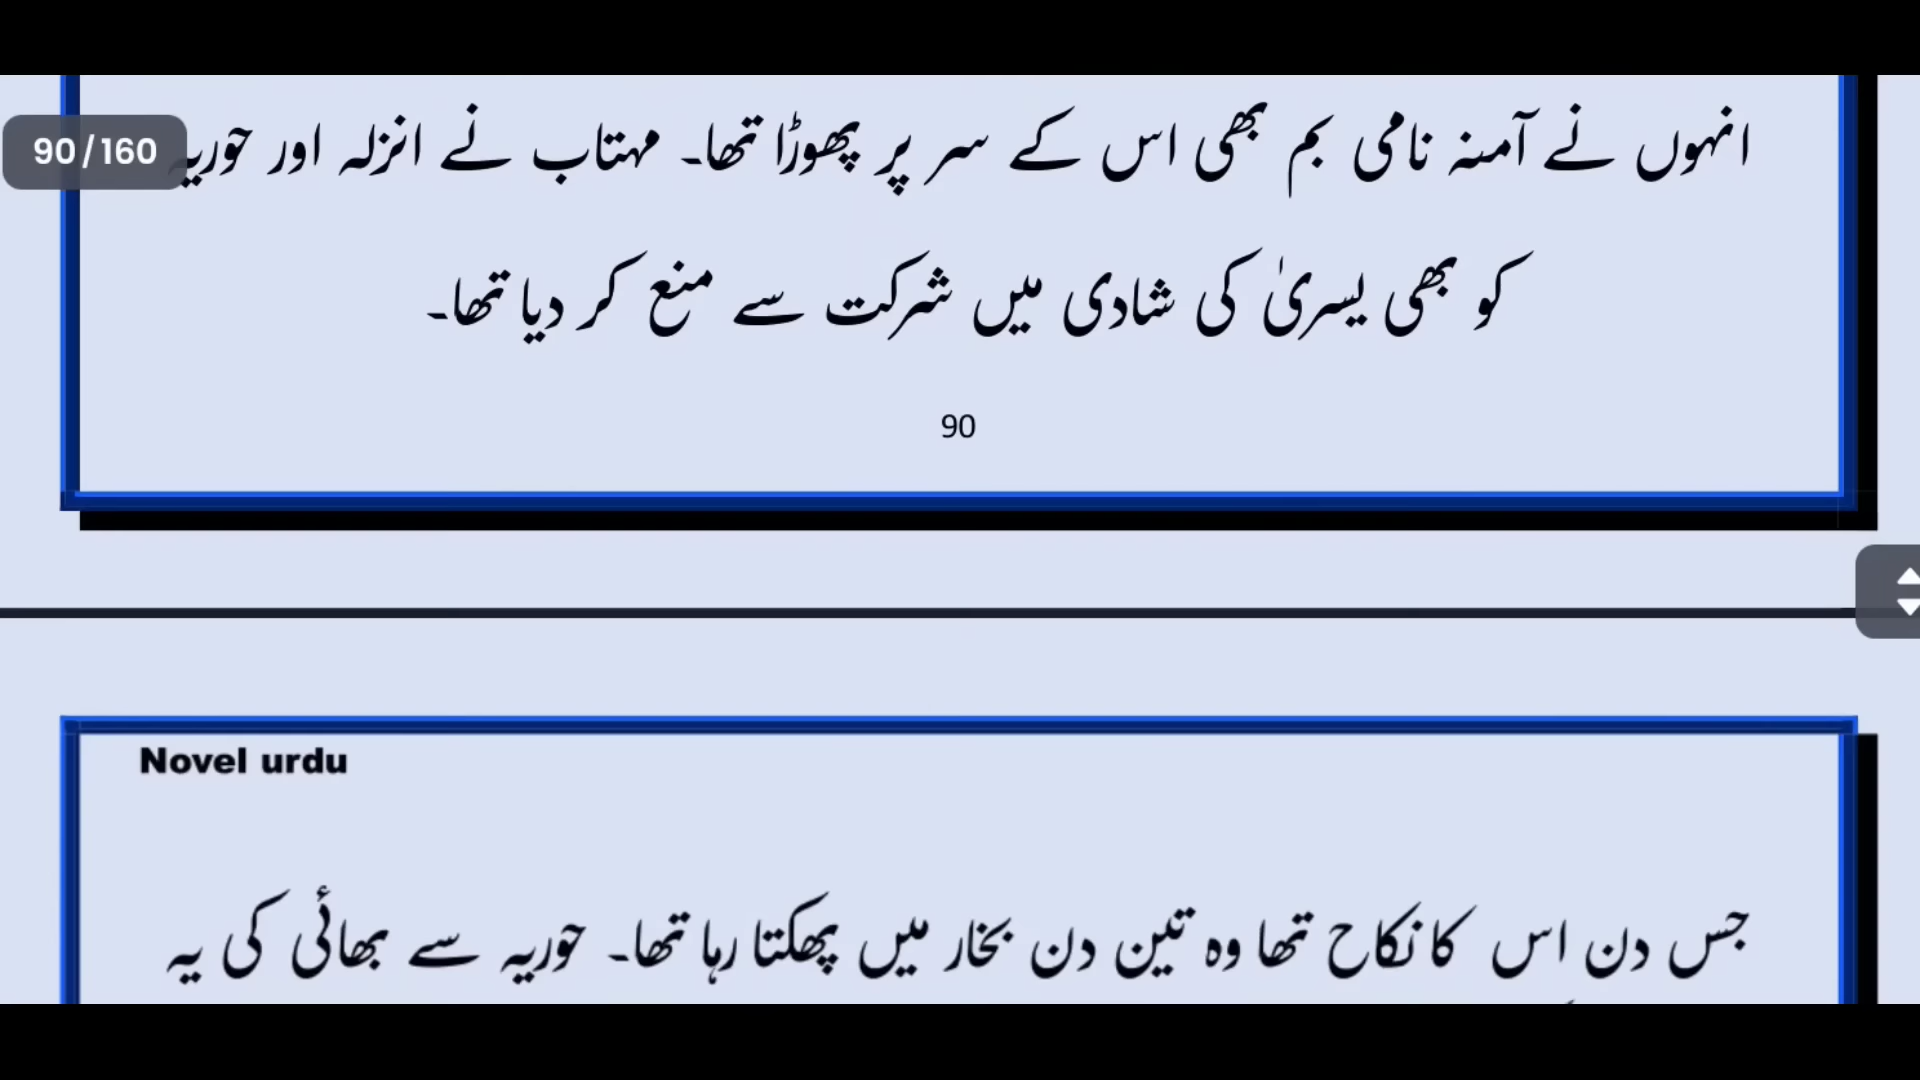 انہوں نے آمنہ نامی بم بھی اس کے سر پر پھوڑا تھا۔ مہتاب نے انزلہ اور حوریہ
90/160
کو بھی یسریٰ کی شادی میں شرکت سے منع کر دیا تھا۔
90
Novel urdu
جس دن اس کا نکاح تھا وہ تین دن بخار میں پھکتا رہا تھا۔ حوریہ سے بھائی کی یہ